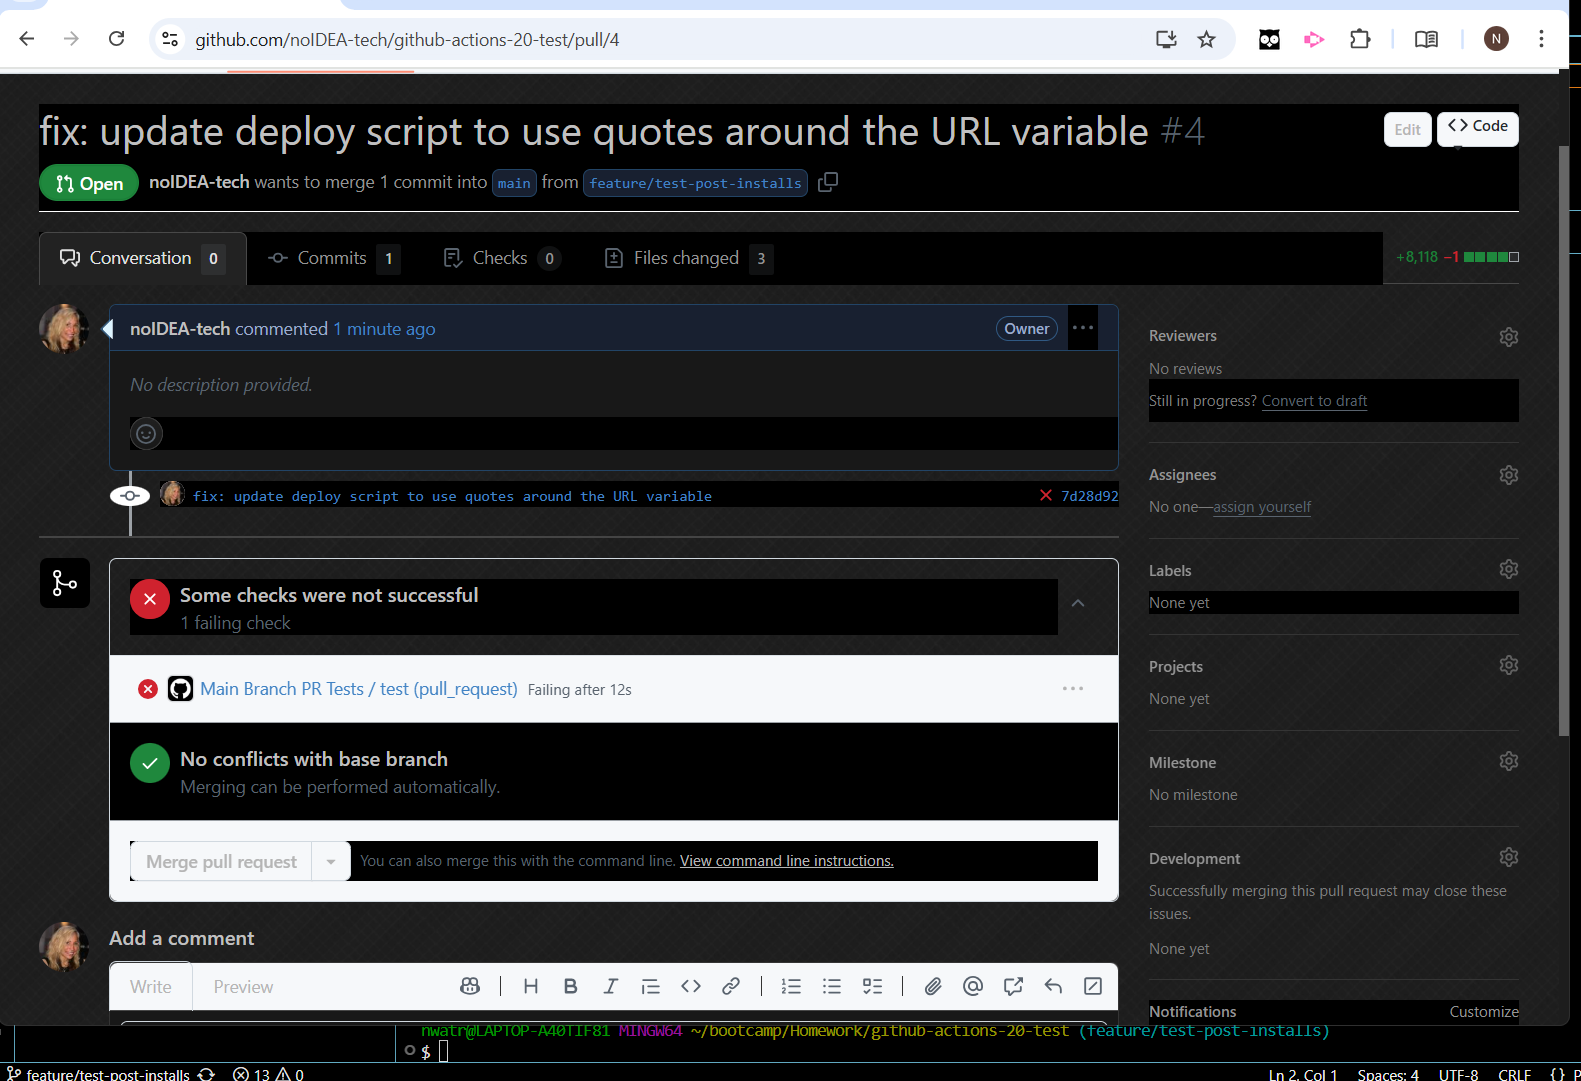 github.com/noIDEA-tech/github-actions-20-test/pull/4
N
fix: update deploy script to use quotes around the URL variable #4
Edit
Code
Open
noIDEA-tech wants to merge 1 commit into main from feature/test-post-installs
Conversation 0
Commits 1
Checks 0
Files changed 3
+8,118 −1
noIDEA-tech commented 1 minute ago
Owner
No description provided.
fix: update deploy script to use quotes around the URL variable
7d28d92
Some checks were not successful
1 failing check
Main Branch PR Tests / test (pull_request) Failing after 12s
No conflicts with base branch
Merging can be performed automatically.
Merge pull request
You can also merge this with the command line. View command line instructions.
Add a comment
Write
Preview
Reviewers
No reviews
Still in progress? Convert to draft
Assignees
No one—assign yourself
Labels
None yet
Projects
None yet
Milestone
No milestone
Development
Successfully merging this pull request may close these
issues.
None yet
Notifications
Customize
nwatr@LAPTOP-A40TIF81 MINGW64 ~/bootcamp/Homework/github-actions-20-test (feature/test-post-installs)
$
feature/test-post-installs
13
0
Ln 2, Col 1
Spaces: 4
UTF-8
CRLF
{ } P